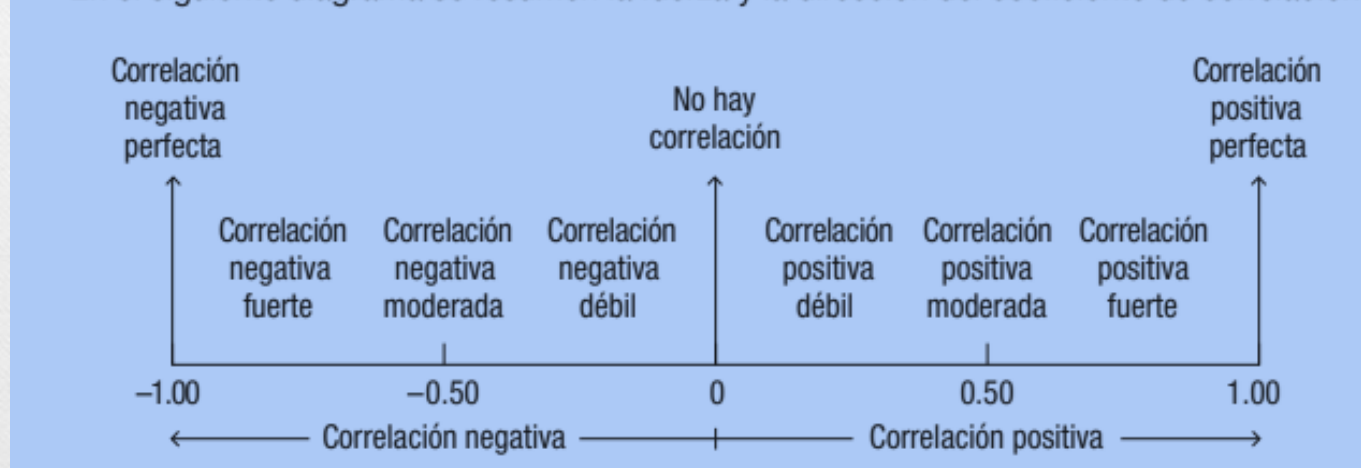 Correlación
negativa
perfecta
No hay
correlación
Correlación
positiva
perfecta
Correlación
negativa
fuerte
Correlación
negativa
moderada
Correlación
negativa
débil
Correlación
positiva
débil
Correlación
positiva
moderada
Correlación
positiva
fuerte
–1.00
–0.50
0
0.50
1.00
Correlación negativa
Correlación positiva